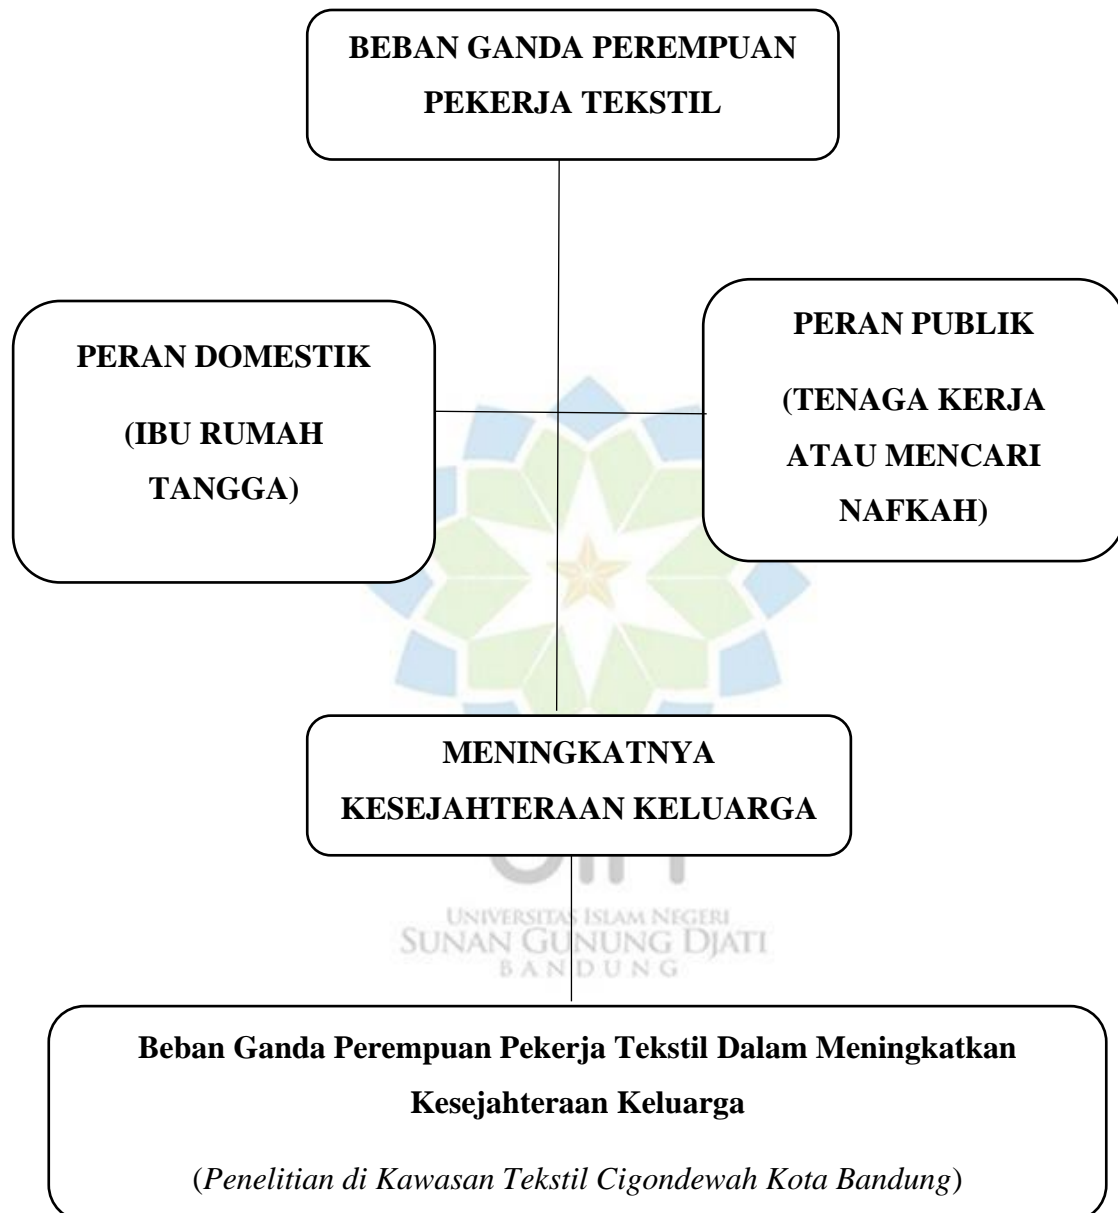 BEBAN GANDA PEREMPUAN
PEKERJA TEKSTIL
PERAN DOMESTIK
(IBU RUMAH
TANGGA)
PERAN PUBLIK
(TENAGA KERJA
ATAU MENCARI
NAFKAH)
MENINGKATNYA
KESEJAHTERAAN KELUARGA
UNIVERSITAS ISLAM NEGERI
SUNAN GUNUNG DJATI
BANDUNG
Beban Ganda Perempuan Pekerja Tekstil Dalam Meningkatkan
Kesejahteraan Keluarga
(Penelitian di Kawasan Tekstil Cigondewah Kota Bandung)